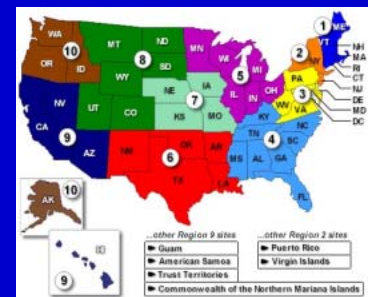 WA
MT
ND
MN
ME
VT
1
10
8
2
NH
OR
ID
SD
WI
MI
NY
MA
WY
5
RI
CT
IA
PA
NJ
NE
7
OH
3
DE
NV
UT
CO
IL
IN
WV
VA
MD
DC
9
KS
MO
KY
CA
NC
TN
4
SC
AZ
NM
OK
AR
MS
AL
GA
6
TX
LA
FL
AK
10
HI
9
...other Region 9 sites
Guam
American Samoa
Trust Territories
Commonwealth of the Northern Mariana Islands
...other Region 2 sites
Puerto Rico
Virgin Islands